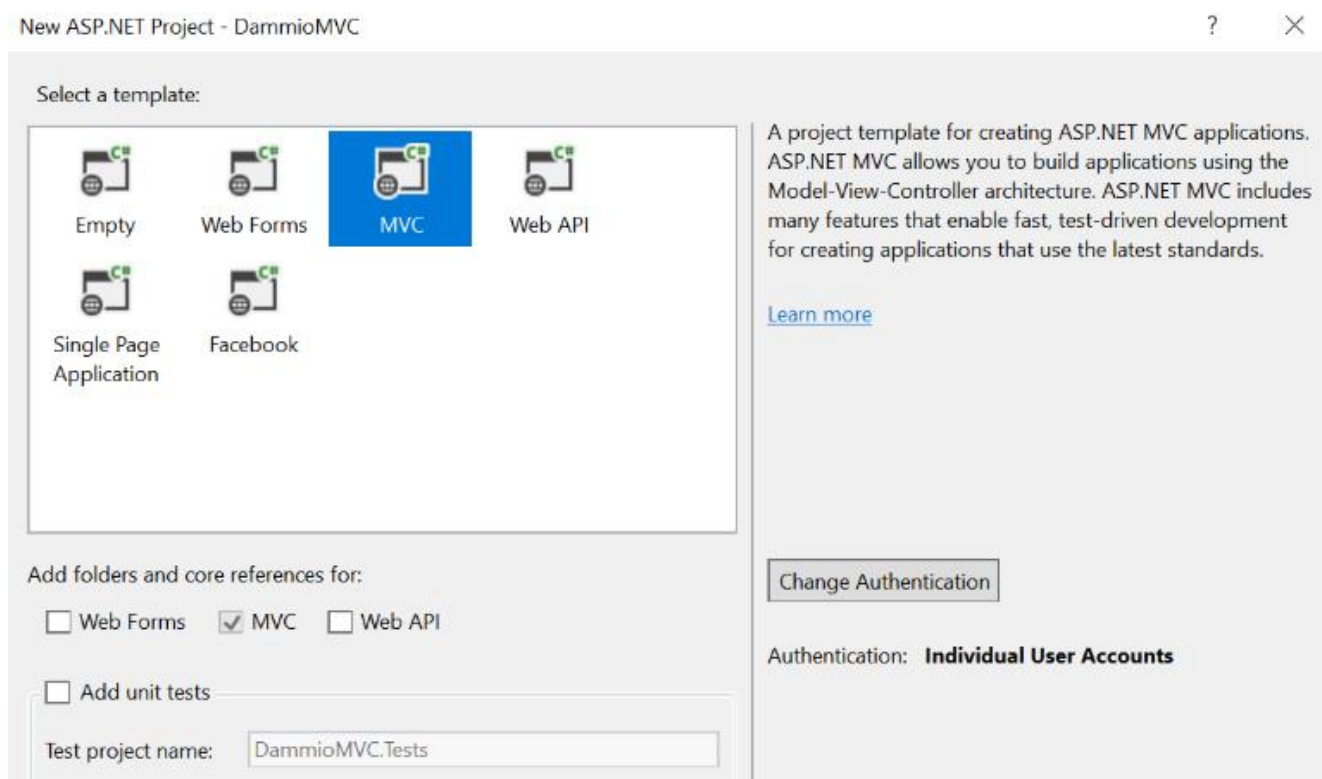 New ASP.NET Project - DammioMVC
?
Select a template:
C#
C#
C#
C#
Empty
Web Forms
MVC
Web API
C#
C#
Single Page
Application
Facebook
A project template for creating ASP.NET MVC applications.
ASP.NET MVC allows you to build applications using the
Model-View-Controller architecture. ASP.NET MVC includes
many features that enable fast, test-driven development
for creating applications that use the latest standards.
Learn more
Add folders and core references for:
Web Forms
MVC
Web API
Change Authentication
Authentication: Individual User Accounts
Add unit tests
Test project name:
DammioMVC.Tests